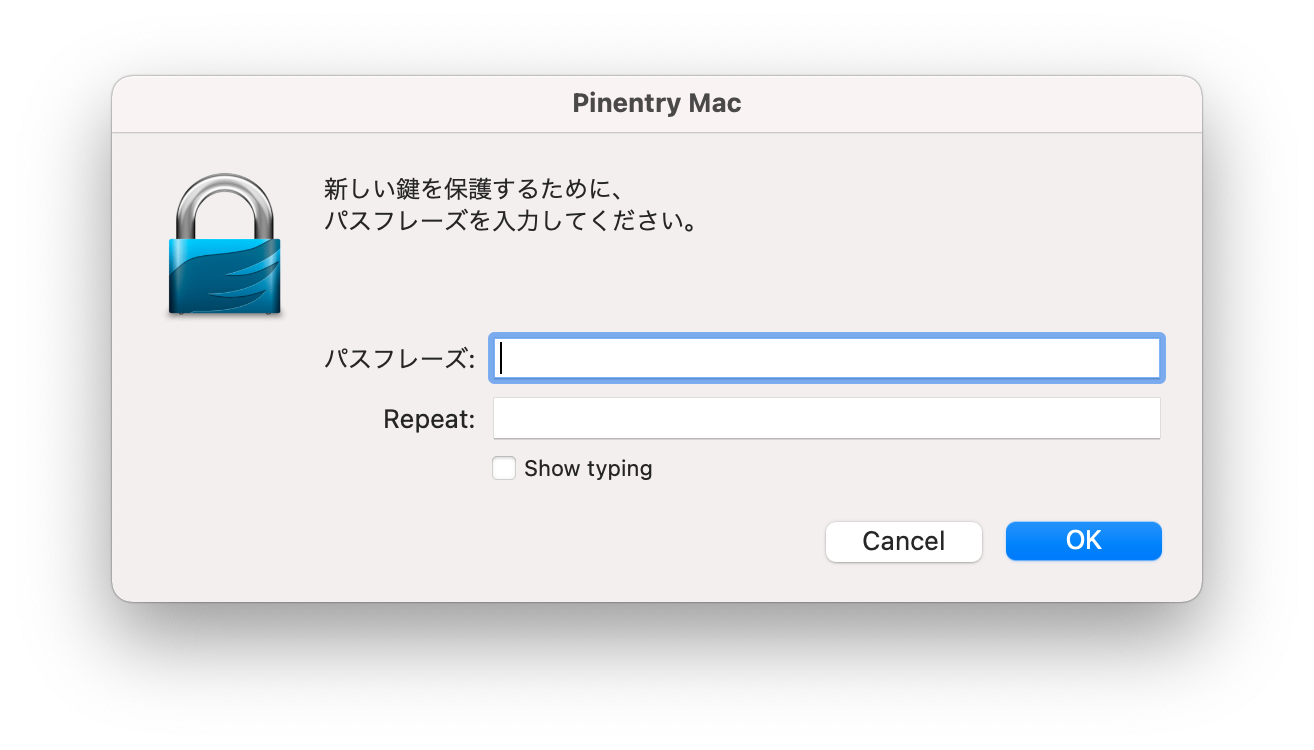 Pinentry Mac
新しい鍵を保護するために、
パスフレーズを入力してください。
パスフレーズ:
Repeat:
Show typing
Cancel
OK